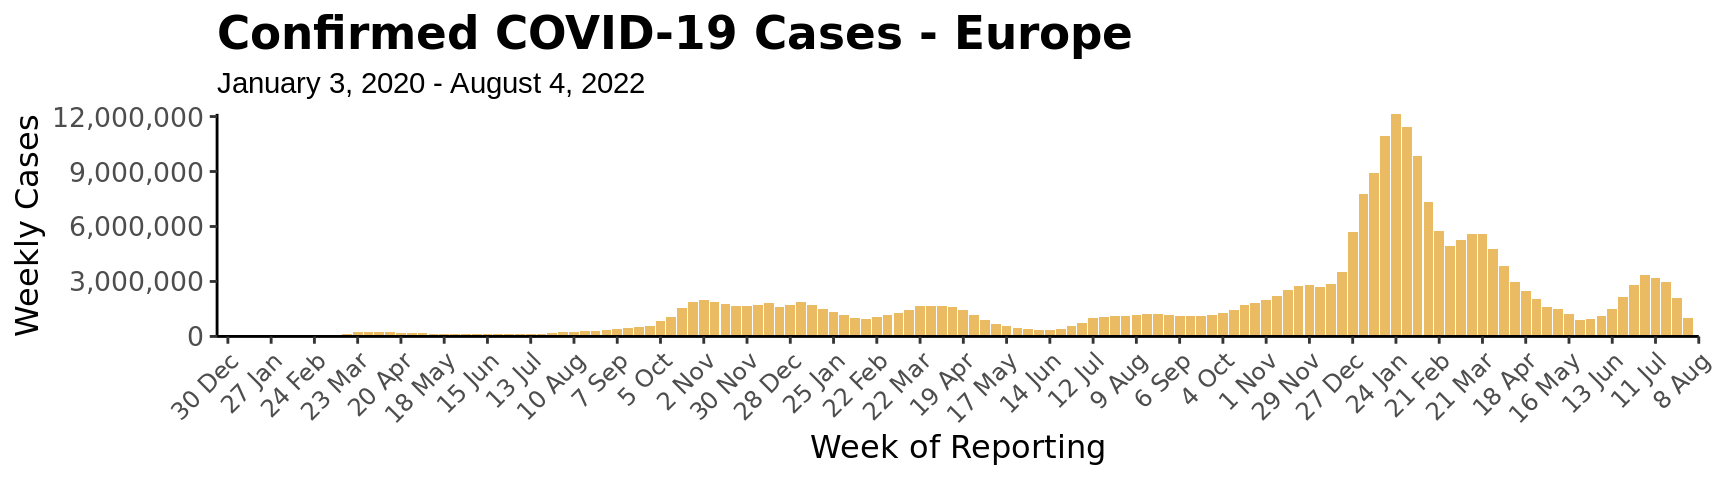 Confirmed COVID-19 Cases - Europe
January 3, 2020 - August 4, 2022
Weekly Cases
12,000,000
9,000,000
6,000,000
3,000,000
0
30 Dec
27 Jan
24 Feb
23 Mar
20 Apr
18 May
15 Jun
13 Jul
10 Aug
7 Sep
5 Oct
2 Nov
30 Nov
28 Dec
25 Jan
22 Feb
22 Mar
19 Apr
17 May
14 Jun
12 Jul
9 Aug
6 Sep
4 Oct
1 Nov
29 Nov
27 Dec
24 Jan
21 Feb
21 Mar
18 Apr
16 May
13 Jun
11 Jul
8 Aug
Week of Reporting